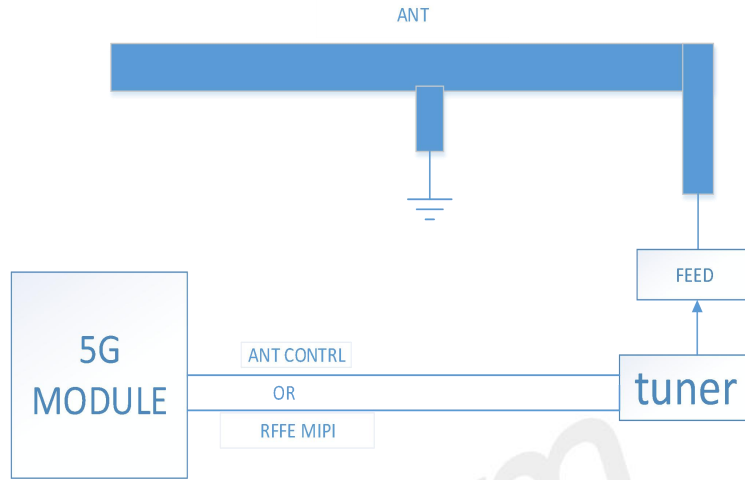 ANT
FEED
5G
MODULE
ANT CONTRL
OR
RFFE MIPI
tuner